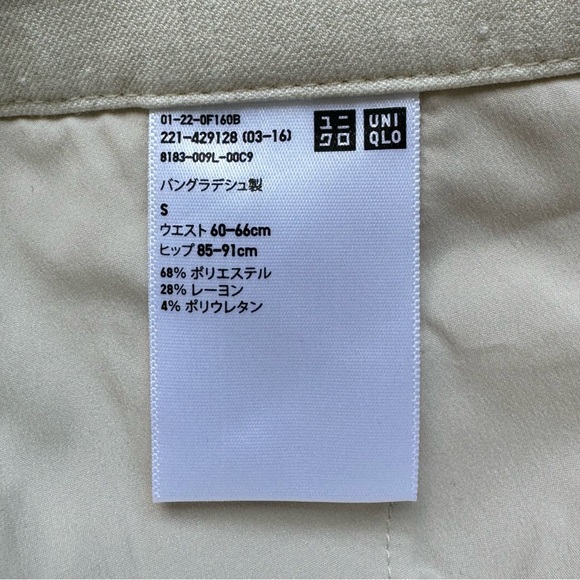 01-22-0F160B
221-429128 (03-16)
8183-009L-00C9
ユニ
クロ
UNI
QLO
バングラデシュ製
S
ウエスト 60-66cm
ヒップ 85-91cm
68% ポリエステル
28% レーヨン
4% ポリウレタン